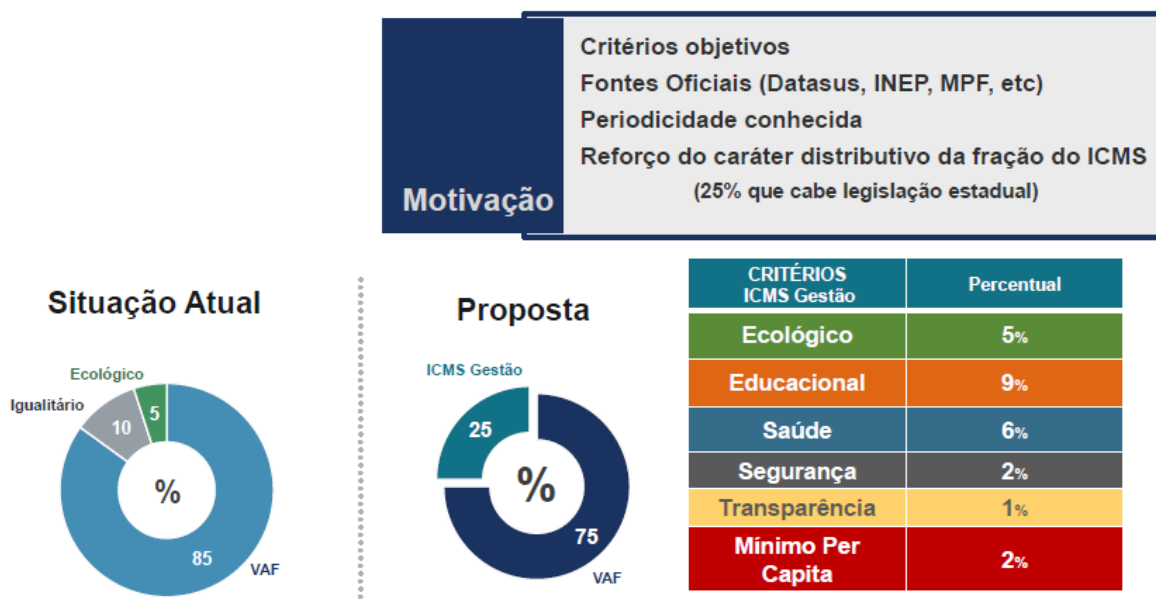 Motivação
Critérios objetivos
Fontes Oficiais (Datasus, INEP, MPF, etc)
Periodicidade conhecida
Reforço do caráter distributivo da fração do ICMS
(25% que cabe legislação estadual)
Situação Atual
Ecológico
Igualitário
5
10
%
85
VAF
Proposta
ICMS Gestão
25
%
75
VAF
CRITÉRIOS
ICMS Gestão
Percentual
Ecológico
5%
Educacional
9%
Saúde
6%
Segurança
2%
Transparência
1%
Mínimo Per
Capita
2%